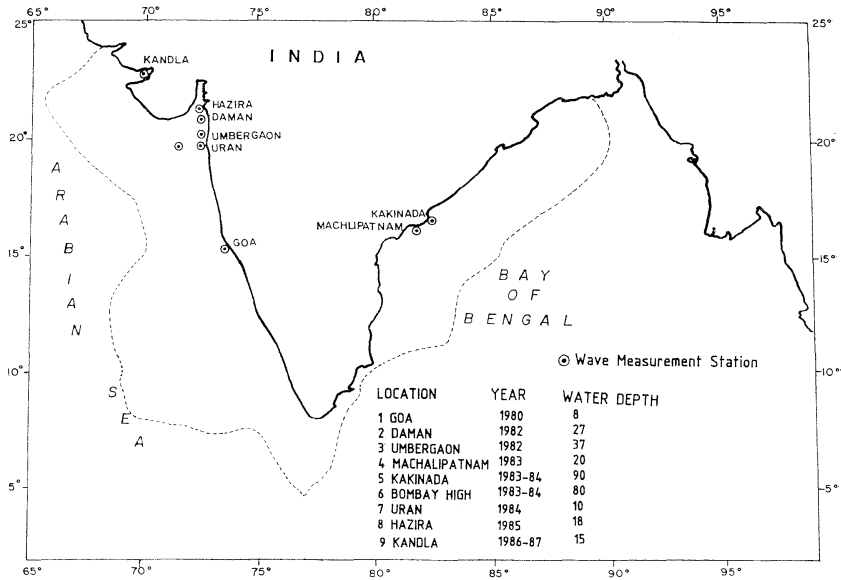 65° 70° 75° 80° 85° 90° 95°
25° 25°
INDIA
KANDLA
HAZIRA
DAMAN
UMBERGAON
URAN
20° 20°
ARABIAN
SEA
KAKINADA
MACHLIPATNAM
GOA
15° 15°
BAY
OF
BENGAL
Wave Measurement Station
10° 10°
LOCATION YEAR WATER DEPTH
1 GOA 1980 8
2 DAMAN 1982 27
3 UMBERGAON 1982 37
4 MACHALIPATNAM 1983 20
5 KAKINADA 1983-84 90
6 BOMBAY HIGH 1983-84 80
7 URAN 1984 10
8 HAZIRA 1985 18
9 KANDLA 1986-87 15
5° 5°
65° 70° 75° 80° 85° 90° 95°